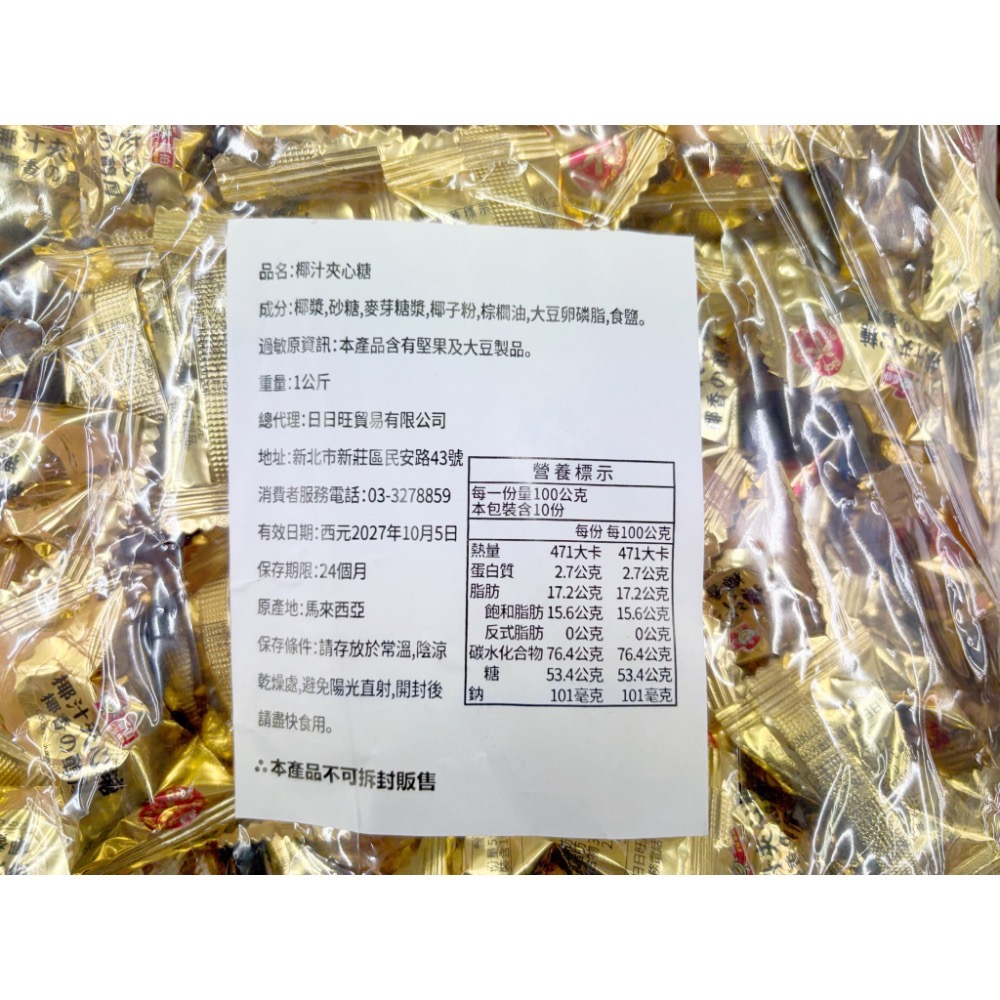 品名:椰汁夾心糖
成分:椰漿,砂糖,麥芽糖漿,椰子粉,棕櫚油,大豆卵磷脂,食鹽。
過敏原資訊:本產品含有堅果及大豆製品。
重量:1公斤
總代理:日日旺貿易有限公司
地址:新北市新莊區民安路43號
消費者服務電話:03-3278859
有效日期:西元2027年10月5日
保存期限:24個月
原產地:馬來西亞
保存條件:請存放於常溫,陰涼
乾燥處,避免陽光直射,開封後
請盡快食用。
∴本產品不可拆封販售
營養標示
每一份量100公克
本包裝含10份
每份 每100公克
熱量 471大卡 471大卡
蛋白質 2.7公克 2.7公克
脂肪 17.2公克 17.2公克
飽和脂肪 15.6公克 15.6公克
反式脂肪 0公克 0公克
碳水化合物 76.4公克 76.4公克
糖 53.4公克 53.4公克
鈉 101毫克 101毫克